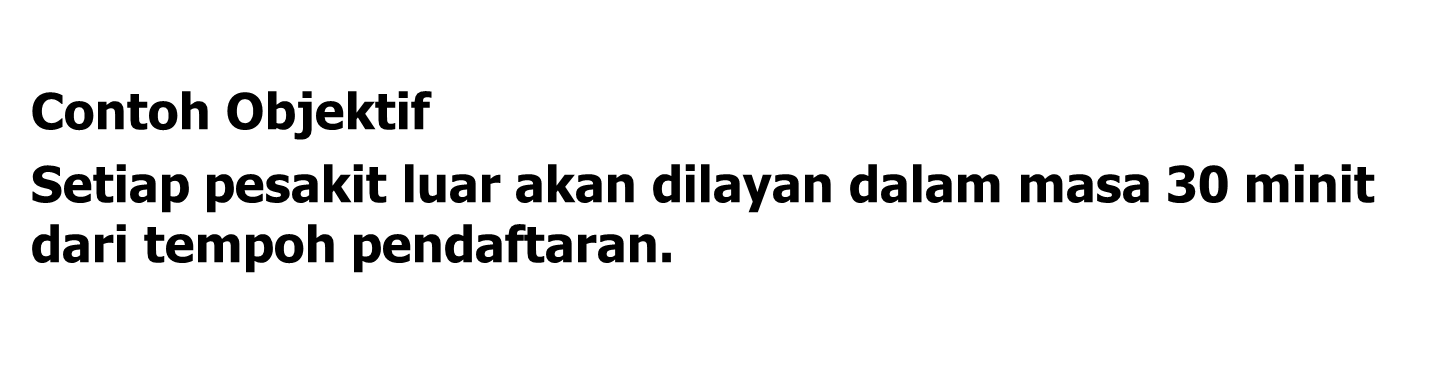 Contoh Objektif
Setiap pesakit luar akan dilayan dalam masa 30 minit
dari tempoh pendaftaran.